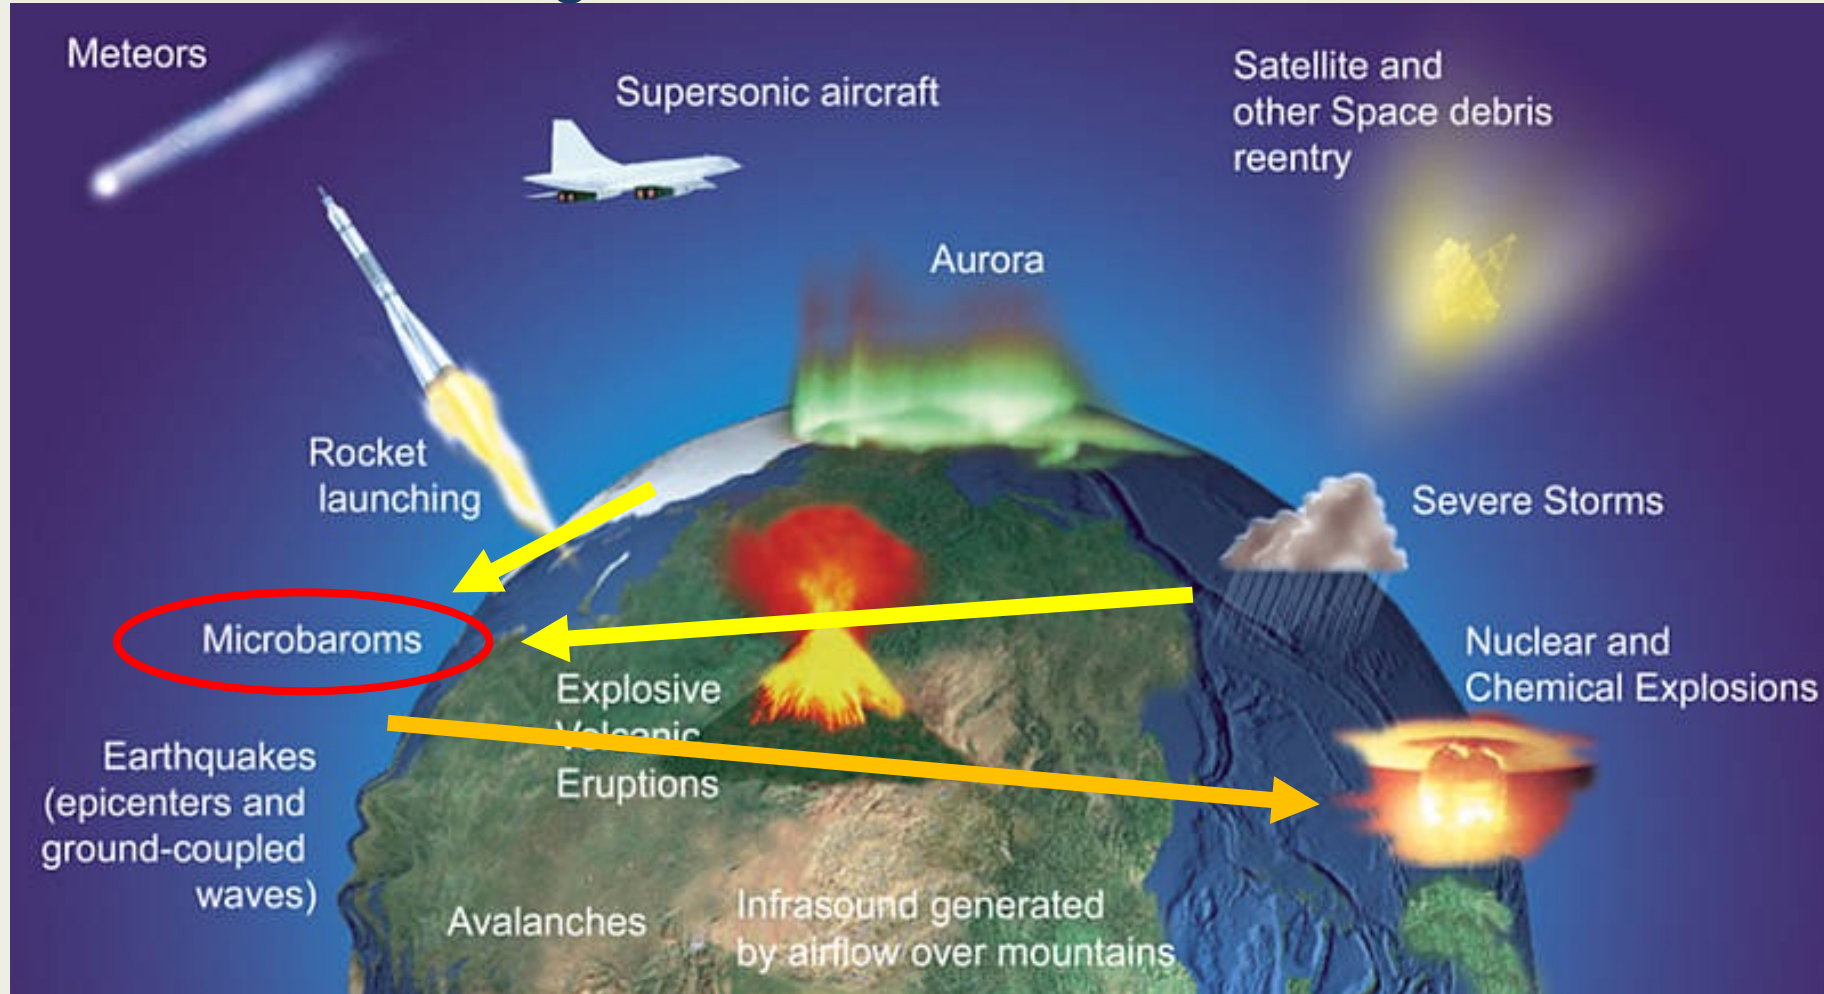 Meteors
Supersonic aircraft
Satellite and
other Space debris
reentry
Aurora
Rocket
launching
Severe Storms
Microbaroms
Nuclear and
Chemical Explosions
Explosive
Volcanic
Eruptions
Earthquakes
(epicenters and
ground-coupled
waves)
Avalanches
Infrasound generated
by airflow over mountains